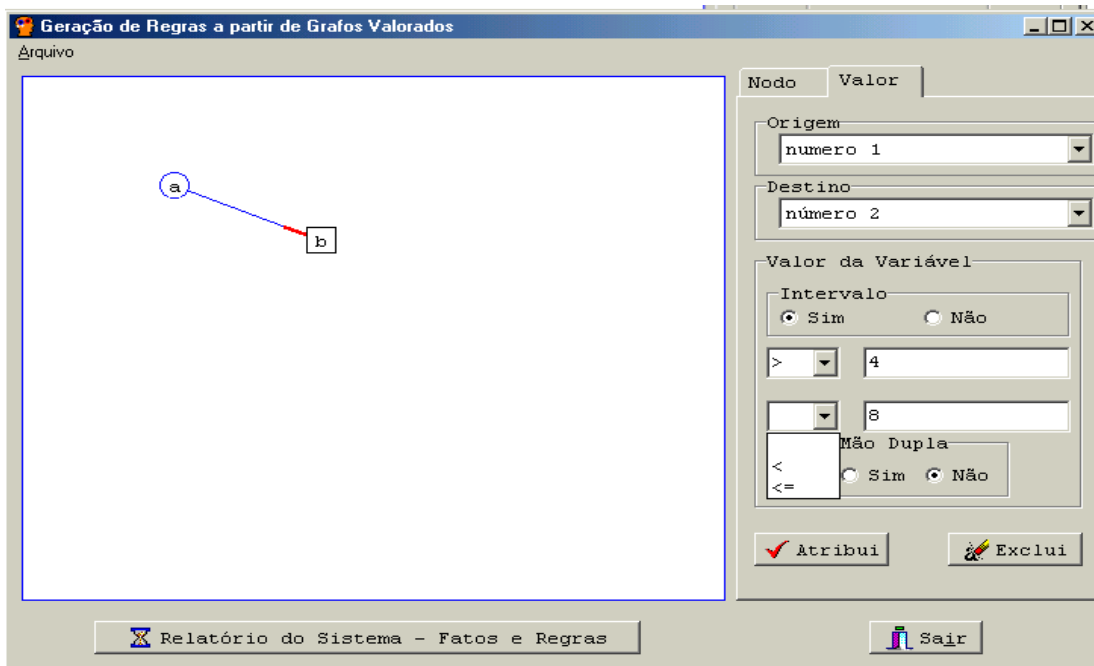 Geração de Regras a partir de Grafos Valorados
Arquivo
a
b
Nodo Valor
Origem
numero 1
Destino
número 2
Valor da Variável
Intervalo
Sim Não
> 4
8
<
<=
Mão Dupla
Sim Não
Atribui Exclui
Relatório do Sistema - Fatos e Regras
Sair